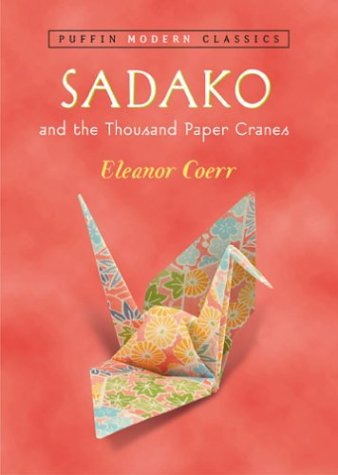 PUFFIN MODERN CLASSICS
SADAKO
and the Thousand Paper Cranes
Eleanor Coerr